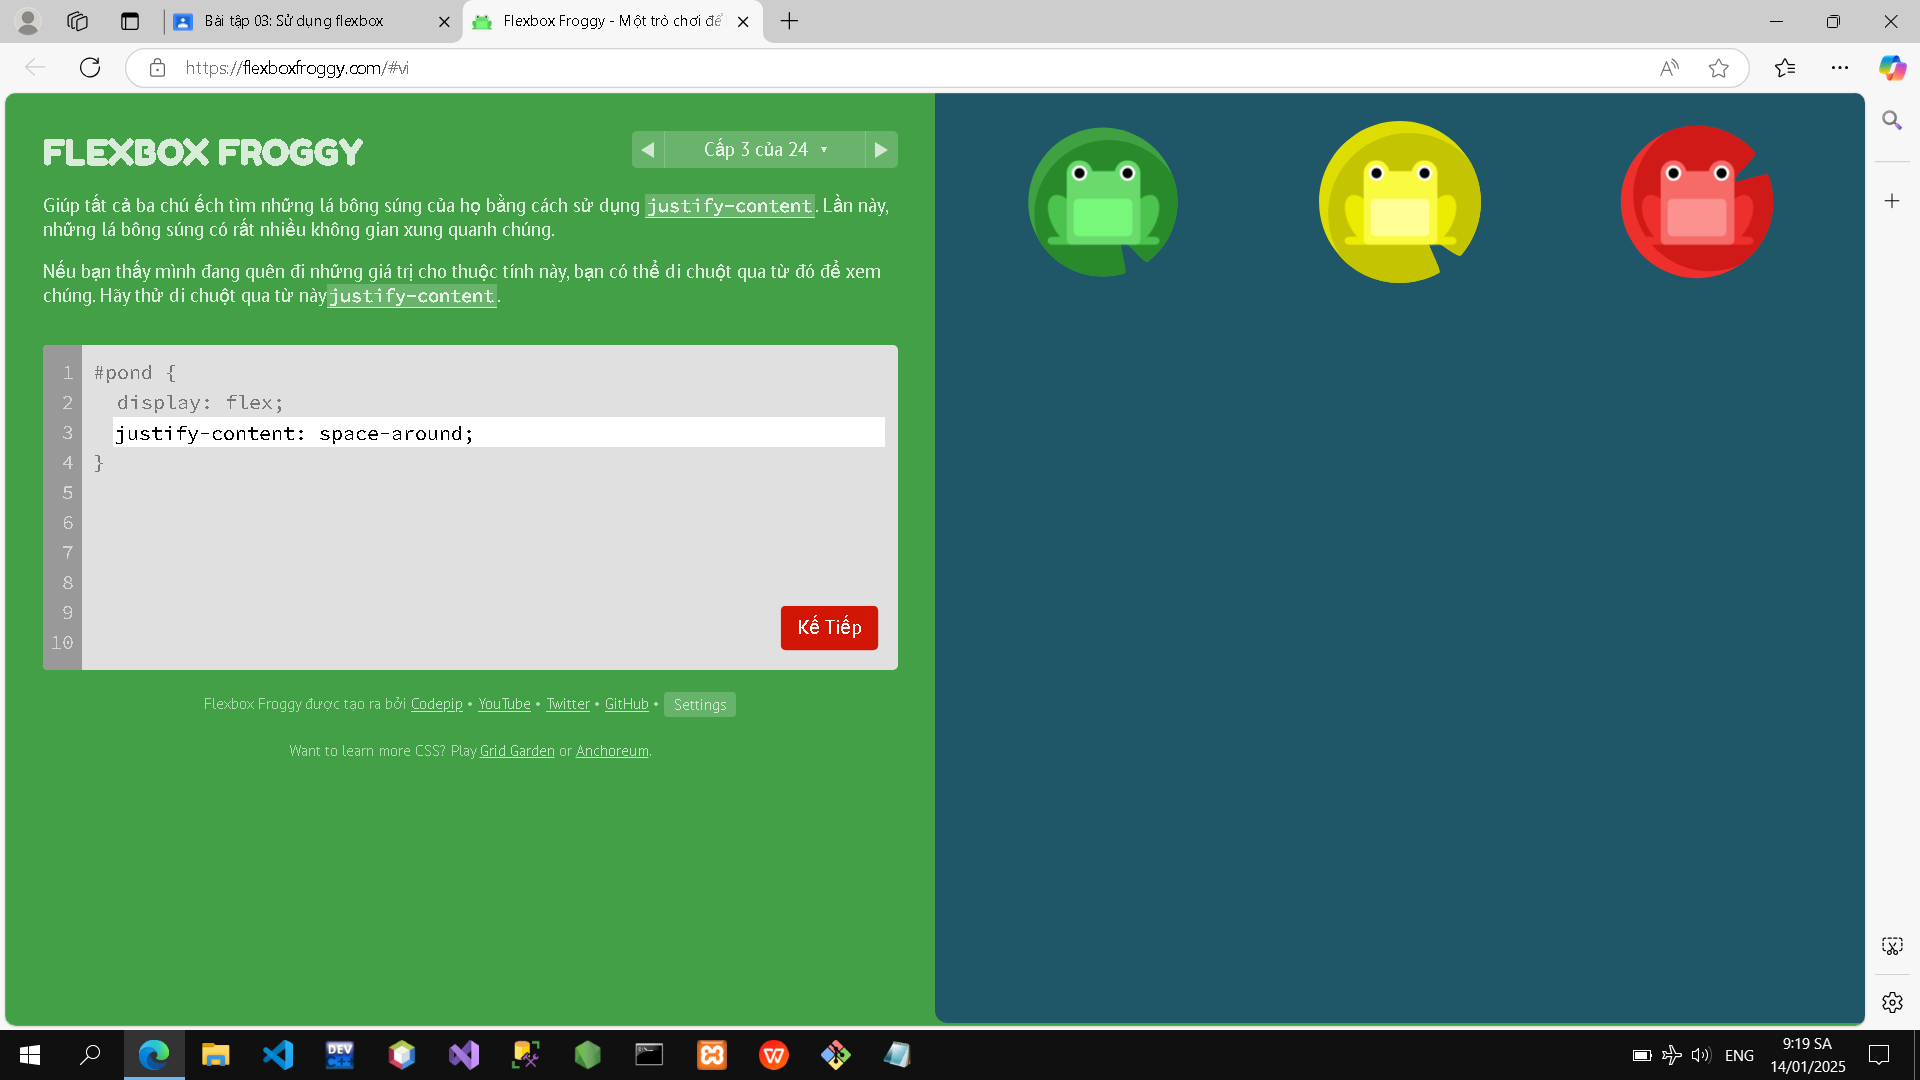 Bài tập 03: Sử dụng flexbox
Flexbox Froggy - Một trò chơi để
https://flexboxfroggy.com/#vi
FLEXBOX FROGGY
Cấp 3 của 24 ▾
Giúp tất cả ba chú ếch tìm những lá bông súng của họ bằng cách sử dụng justify-content. Lần này,
những lá bông súng có rất nhiều không gian xung quanh chúng.
Nếu bạn thấy mình đang quên đi những giá trị cho thuộc tính này, bạn có thể di chuột qua từ đó để xem
chúng. Hãy thử di chuột qua từ này justify-content.
1 #pond {
2 display: flex;
3 justify-content: space-around;
4 }
5
6
7
8
9
10
Kế Tiếp
Flexbox Froggy được tạo ra bởi Codepip • YouTube • Twitter • GitHub • Settings
Want to learn more CSS? Play Grid Garden or Anchoreum.
DEV
C++
ENG
9:19 SA
14/01/2025